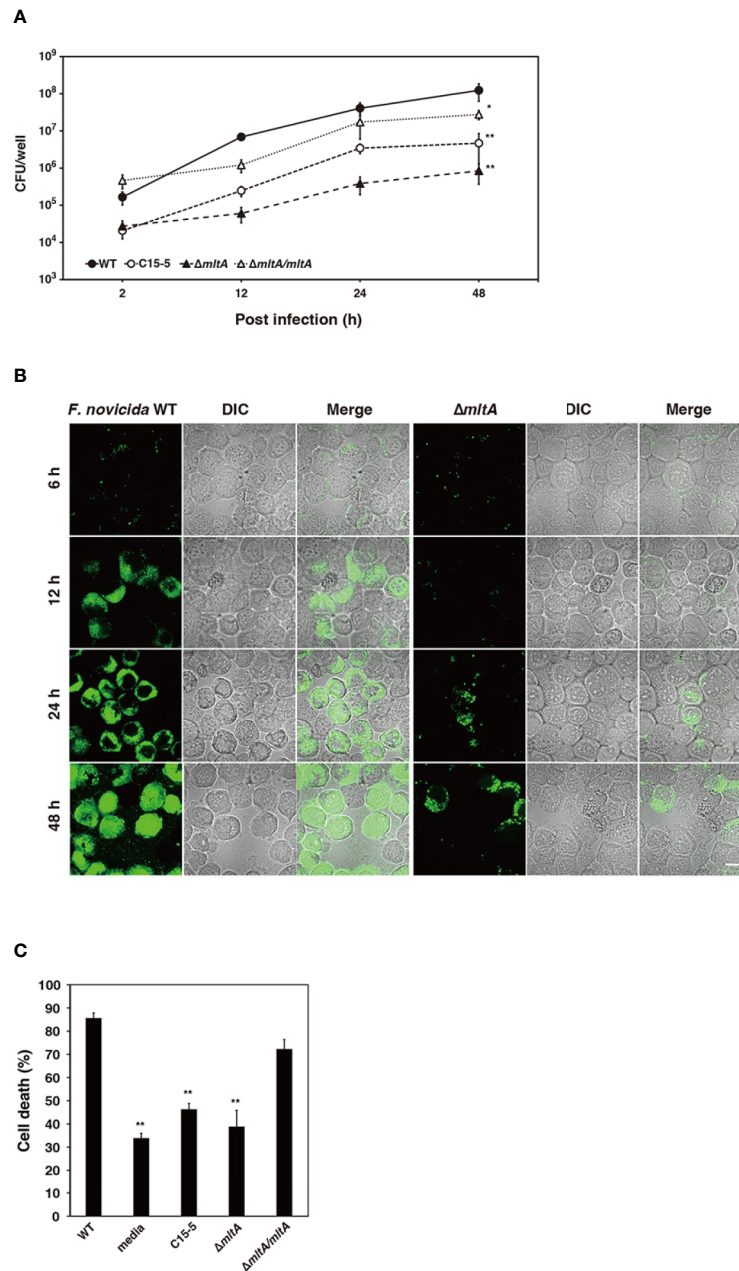 A
10⁹
10⁸
10⁷
10⁶
10⁵
10⁴
10³
CFU/well
*
**
**
WT C15-5 ΔmltA ΔmltA/mltA
2 12 24 48
Post infection (h)
B
F. novicida WT DIC Merge ΔmltA DIC Merge
6 h
12 h
24 h
48 h
C
100
90
80
70
60
50
40
30
20
10
0
Cell death (%)
** ** **
WT media C15-5 ΔmltA ΔmltA/mltA